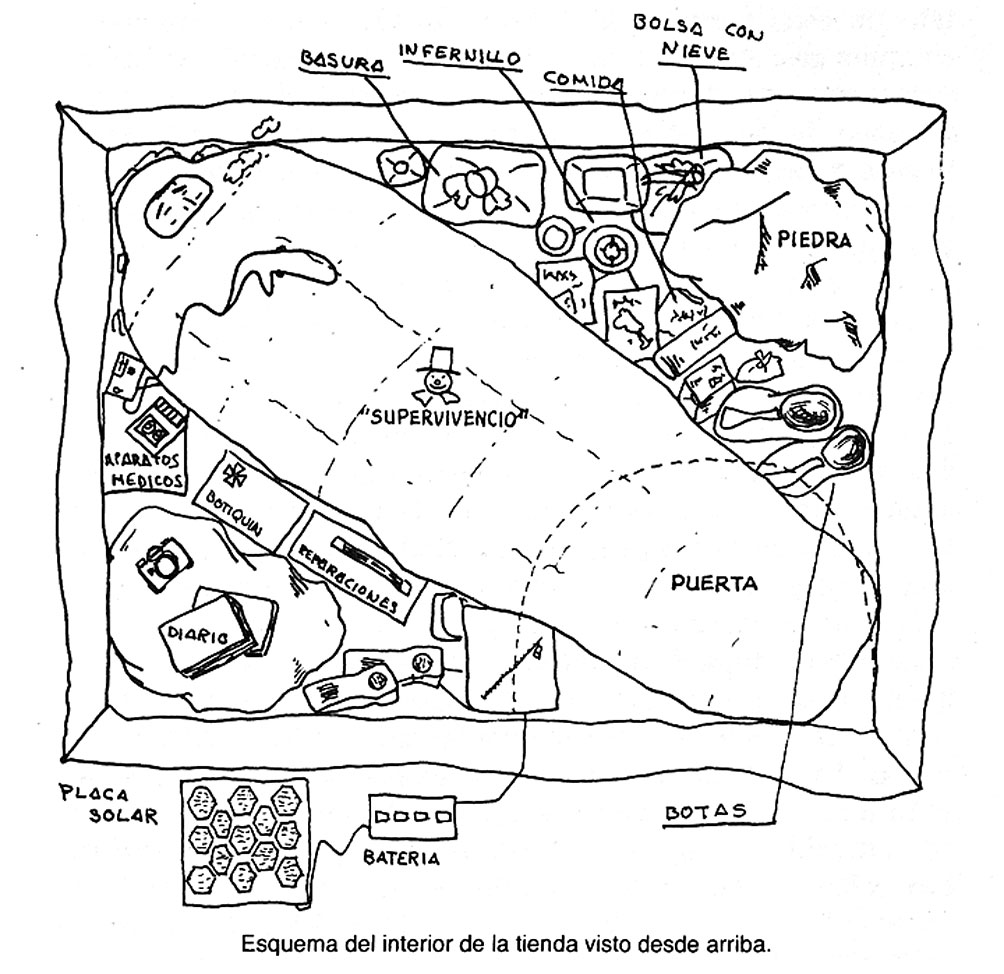 BOLSA CON
NIEVE
BASURA
INFERNILLO
COMIDA
PIEDRA
"SUPERVIVENCIO"
APARATOS
MEDICOS
BOTIQUIN
REPARACIONES
PUERTA
DIARIO
PLACA
SOLAR
BATERIA
BOTAS
Esquema del interior de la tienda visto desde arriba.